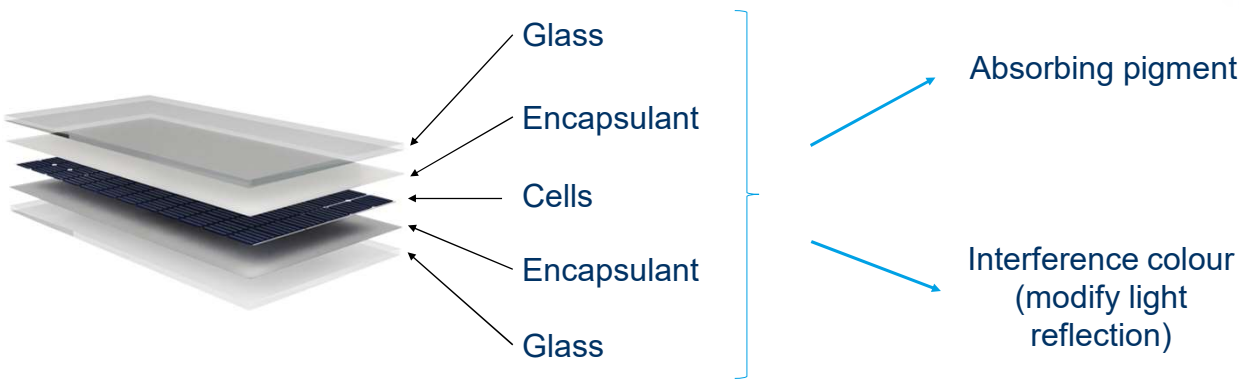 Glass
Encapsulant
Cells
Encapsulant
Glass
Absorbing pigment
Interference colour
(modify light
reflection)